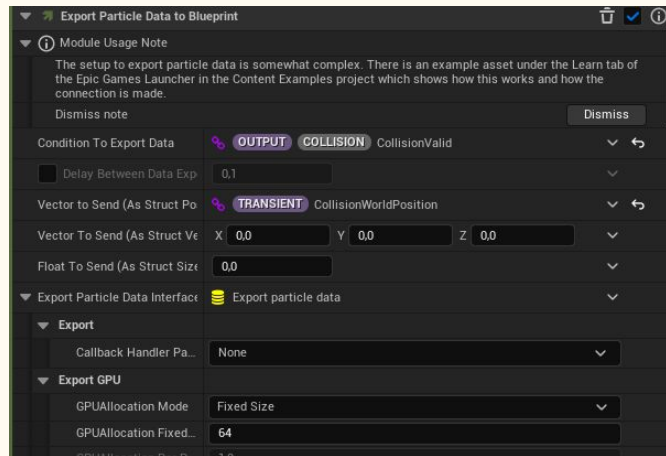 Export Particle Data to Blueprint
Module Usage Note
The setup to export particle data is somewhat complex. There is an example asset under the Learn tab of
the Epic Games Launcher in the Content Examples project which shows how this works and how the
connection is made.
Dismiss note Dismiss
Condition To Export Data OUTPUT COLLISION CollisionValid
Delay Between Data Exp 0,1
Vector to Send (As Struct Po TRANSIENT CollisionWorldPosition
Vector To Send (As Struct Ve X 0,0 Y 0,0 Z 0,0
Float To Send (As Struct Size 0,0
Export Particle Data Interface Export particle data
Export
Callback Handler Pa... None
Export GPU
GPUAllocation Mode Fixed Size
GPUAllocation Fixed... 64